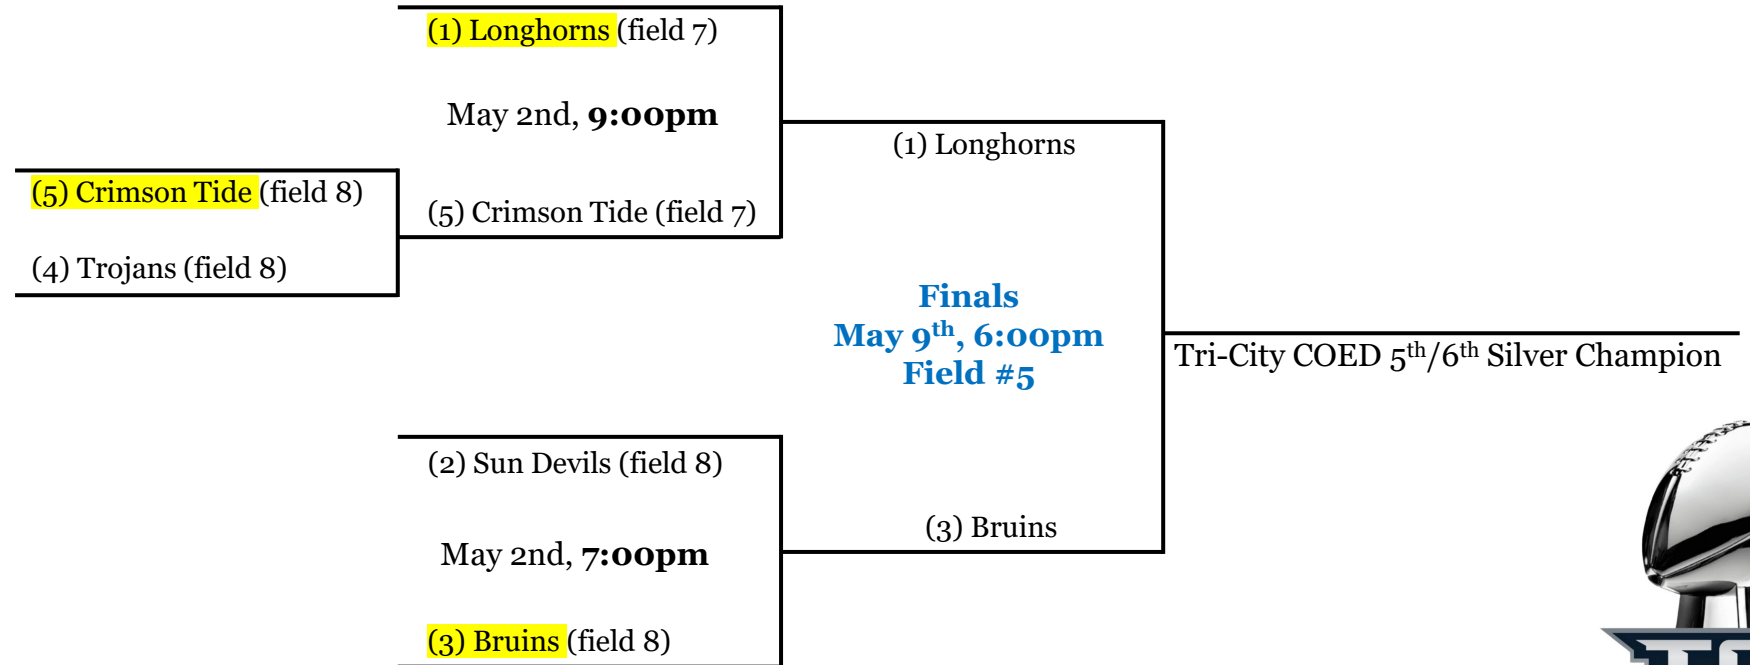 (1) Longhorns (field 7)
May 2nd, 9:00pm
(1) Longhorns
(5) Crimson Tide (field 8)
(5) Crimson Tide (field 7)
(4) Trojans (field 8)
Finals
May 9th, 6:00pm
Field #5
Tri-City COED 5th/6th Silver Champion
(2) Sun Devils (field 8)
(3) Bruins
May 2nd, 7:00pm
(3) Bruins (field 8)